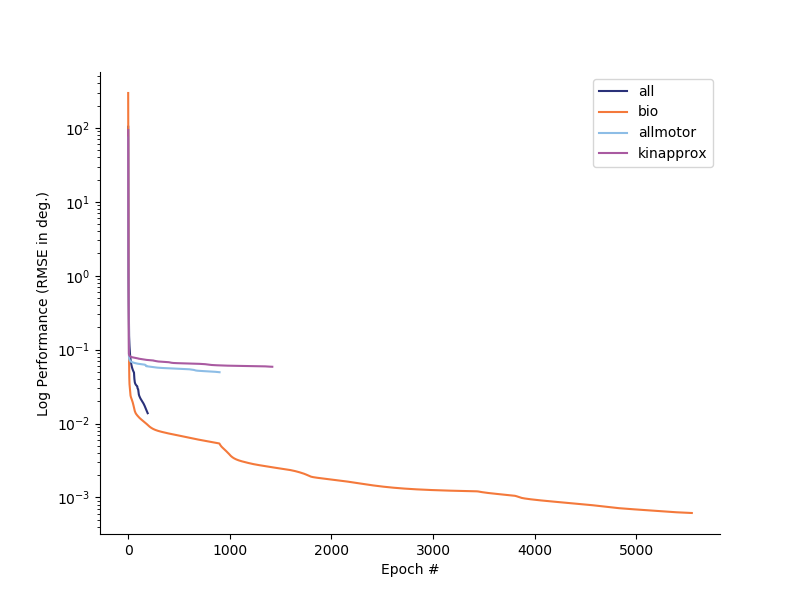 all
bio
allmotor
kinapprox
Log Performance (RMSE in deg.)
10²
10¹
10⁰
10⁻¹
10⁻²
10⁻³
0 1000 2000 3000 4000 5000
Epoch #